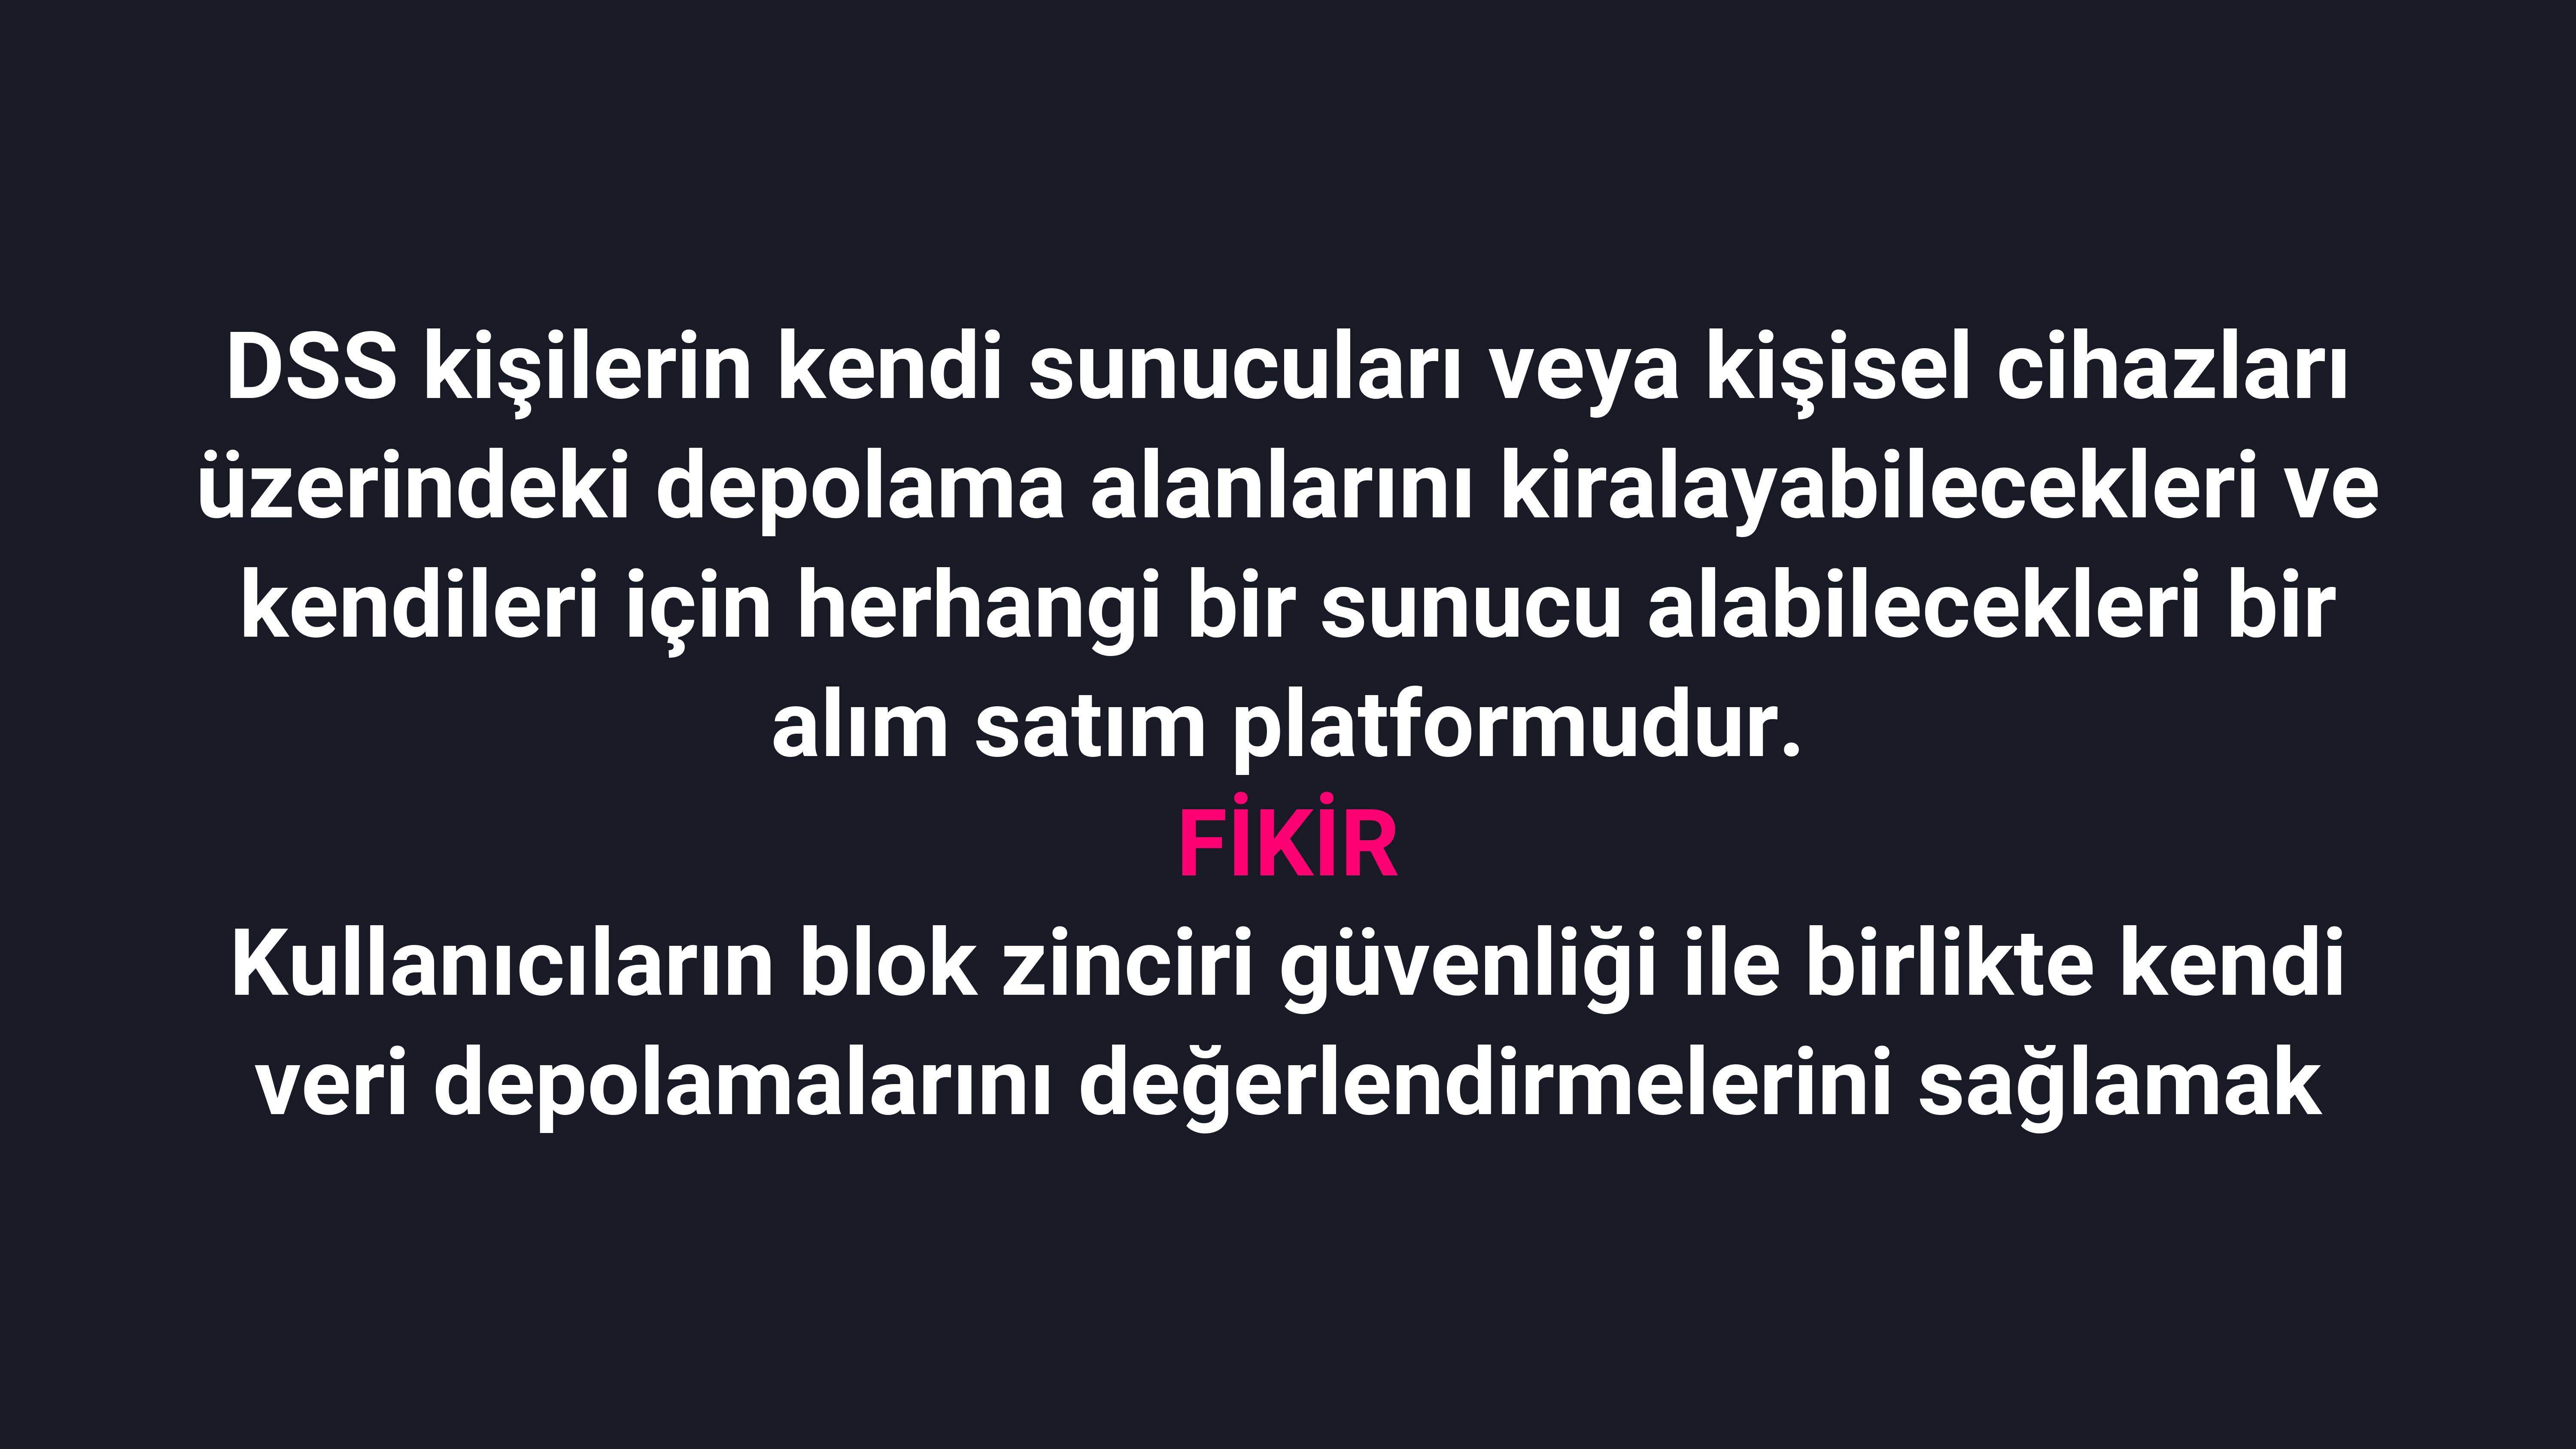 DSS kişilerin kendi sunucuları veya kişisel cihazları
üzerindeki depolama alanlarını kiralayabilecekleri ve
kendileri için herhangi bir sunucu alabilecekleri bir
alım satım platformudur.
FİKİR
Kullanıcıların blok zinciri güvenliği ile birlikte kendi
veri depolamalarını değerlendirmelerini sağlamak